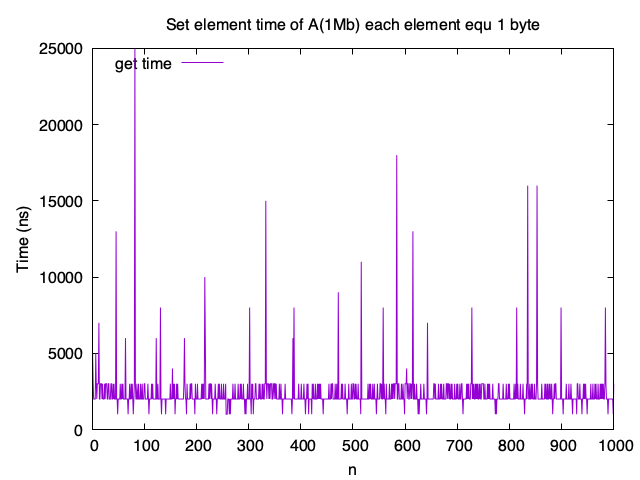 Set element time of A(1Mb) each element equ 1 byte
25000
get time
20000
15000
Time (ns)
10000
5000
0
0 100 200 300 400 500 600 700 800 900 1000
n